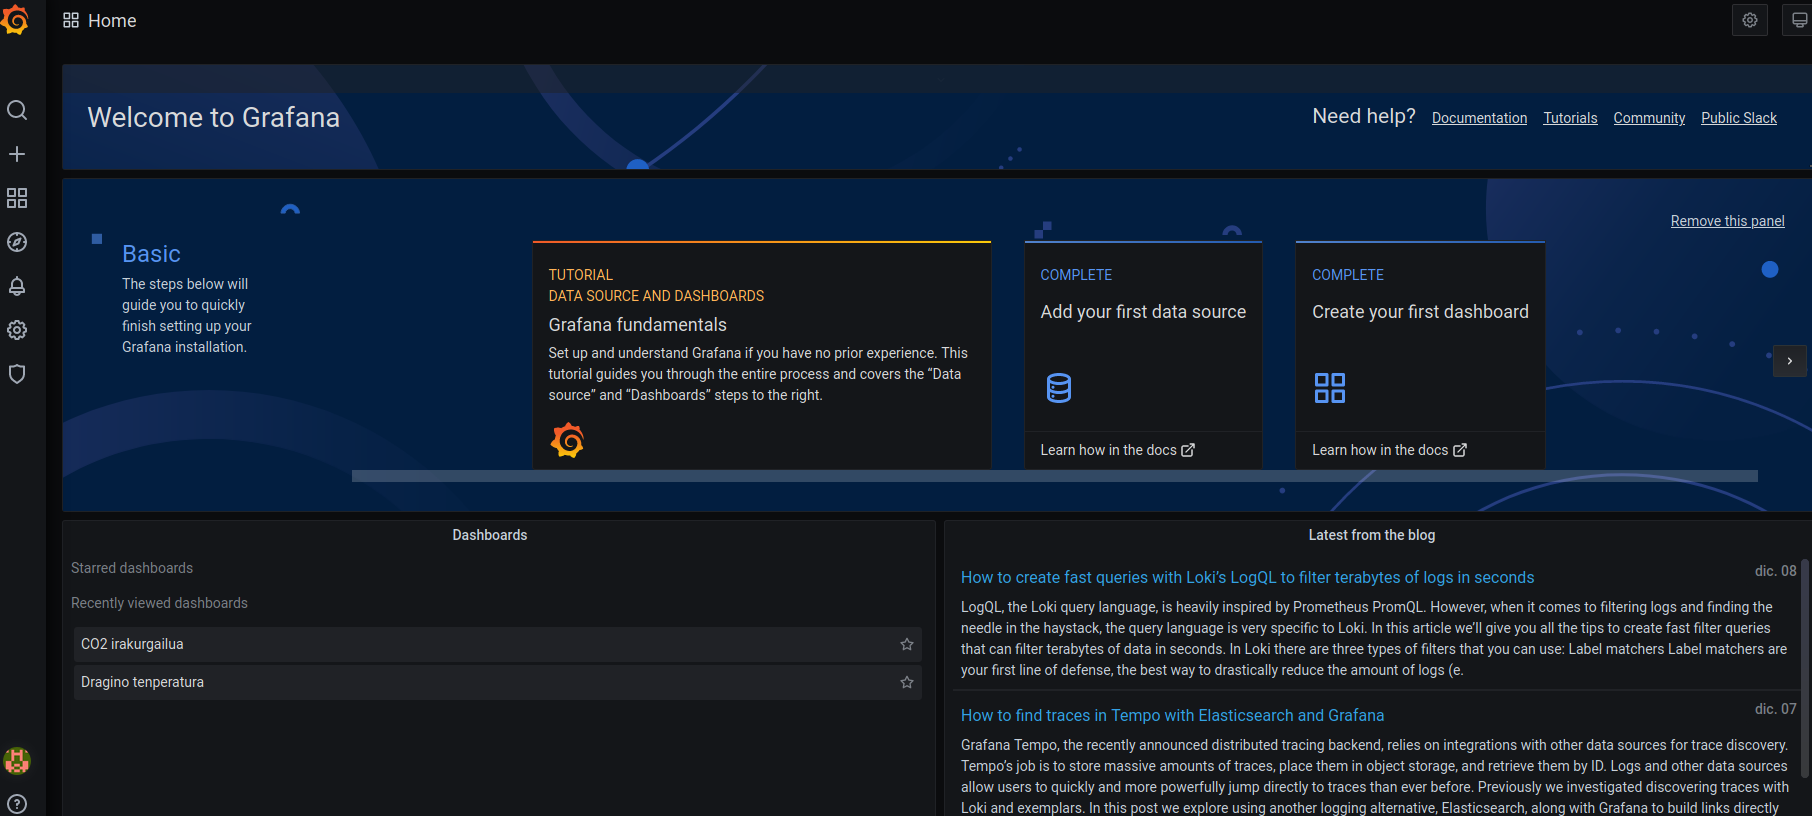 Home
Welcome to Grafana
Need help? Documentation Tutorials Community Public Slack
Remove this panel
Basic
The steps below will
guide you to quickly
finish setting up your
Grafana installation.
TUTORIAL
DATA SOURCE AND DASHBOARDS
Grafana fundamentals
Set up and understand Grafana if you have no prior experience. This
tutorial guides you through the entire process and covers the “Data
source” and “Dashboards” steps to the right.
COMPLETE
Add your first data source
Learn how in the docs
COMPLETE
Create your first dashboard
Learn how in the docs
Dashboards
Starred dashboards
Recently viewed dashboards
CO2 irakurgailua
Dragino tenperatura
Latest from the blog
How to create fast queries with Loki’s LogQL to filter terabytes of logs in seconds
dic. 08
LogQL, the Loki query language, is heavily inspired by Prometheus PromQL. However, when it comes to filtering logs and finding the
needle in the haystack, the query language is very specific to Loki. In this article we’ll give you all the tips to create fast filter queries
that can filter terabytes of data in seconds. In Loki there are three types of filters that you can use: Label matchers Label matchers are
your first line of defense, the best way to drastically reduce the amount of logs (e.
How to find traces in Tempo with Elasticsearch and Grafana
dic. 07
Grafana Tempo, the recently announced distributed tracing backend, relies on integrations with other data sources for trace discovery.
Tempo’s job is to store massive amounts of traces, place them in object storage, and retrieve them by ID. Logs and other data sources
allow users to quickly and more powerfully jump directly to traces than ever before. Previously we investigated discovering traces with
Loki and exemplars. In this post we explore using another logging alternative, Elasticsearch, along with Grafana to build links directly